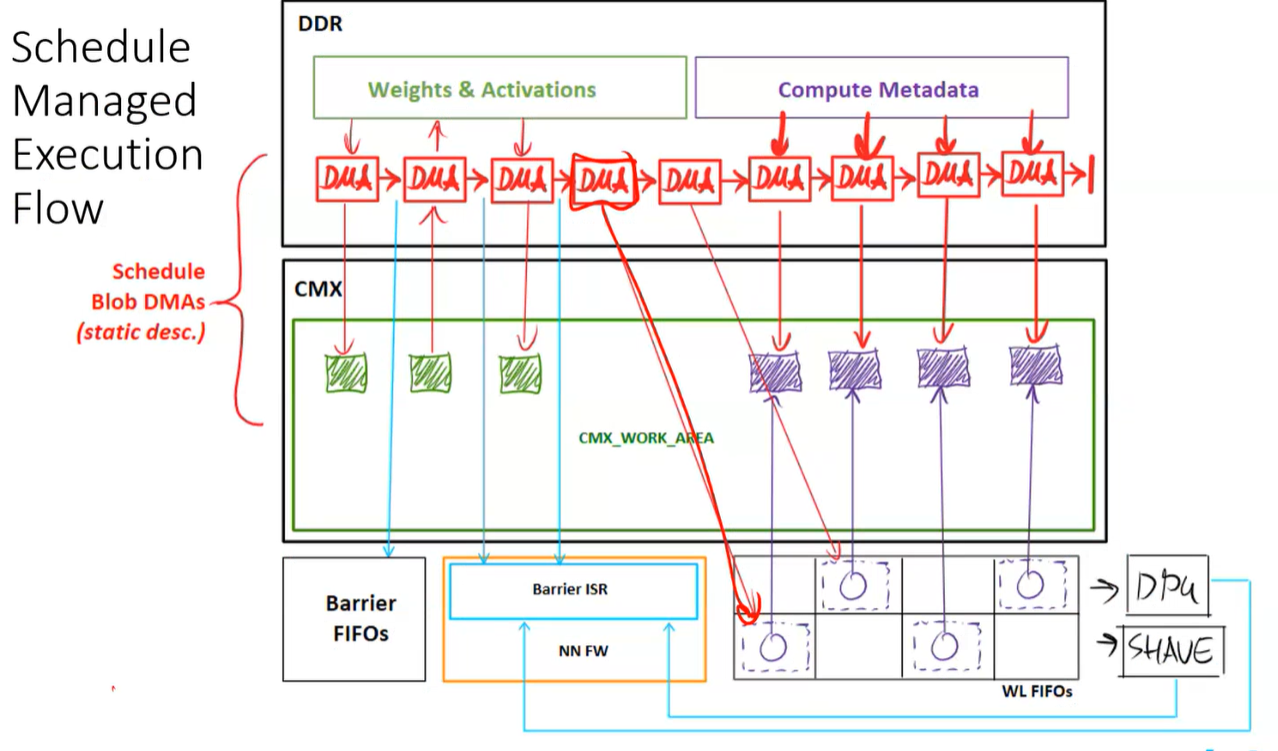 Schedule
Managed
Execution
Flow
DDR
Weights & Activations
Compute Metadata
DMA DMA DMA DMA DMA DMA DMA DMA DMA
Schedule
Blob DMAs
(static desc.)
CMX
CMX_WORK_AREA
Barrier
FIFOs
Barrier ISR
NN FW
WL FIFOs
DPU
SHAVE